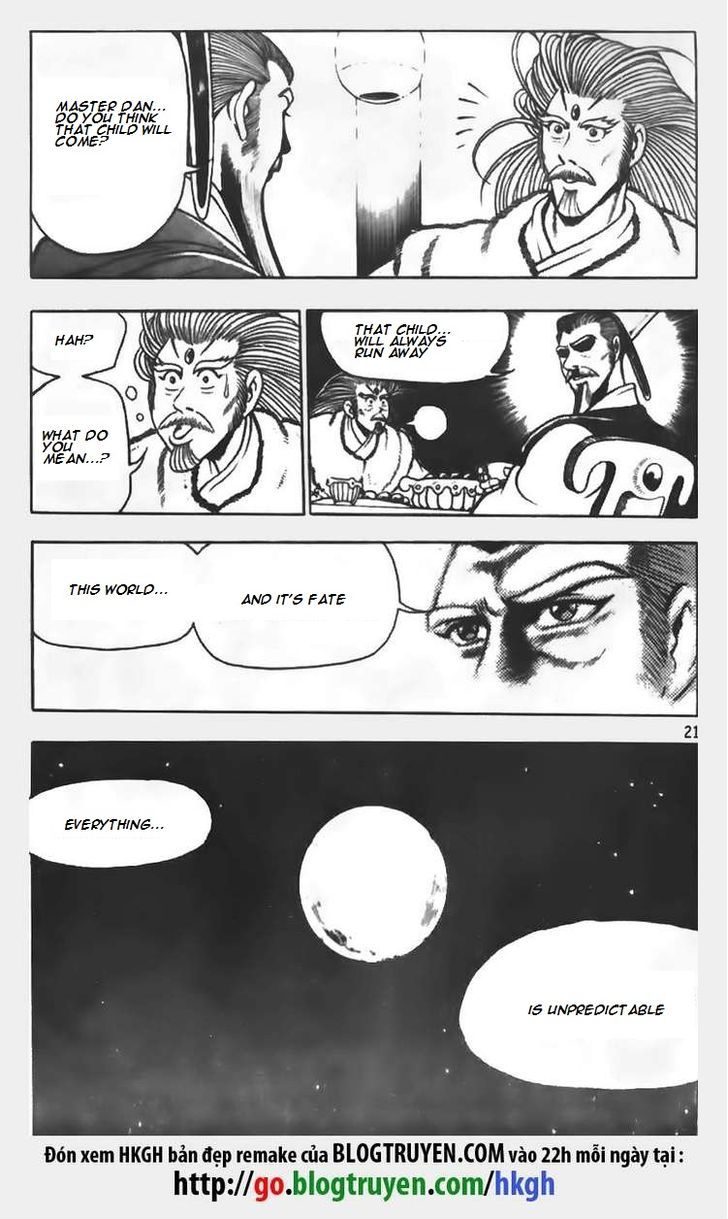 MASTER DAN...
DO YOU THINK
THAT CHILD WILL
COME?
HAH?
WHAT DO
YOU
MEAN...?
THAT CHILD...
WILL ALWAYS
RUN AWAY
THIS WORLD...
AND IT'S FATE
21
EVERYTHING...
IS UNPREDICTABLE
Đón xem HKGH bản đẹp remake của BLOGTRUYEN.COM vào 22h mỗi ngày tại :
http://go.blogtruyen.com/hkgh